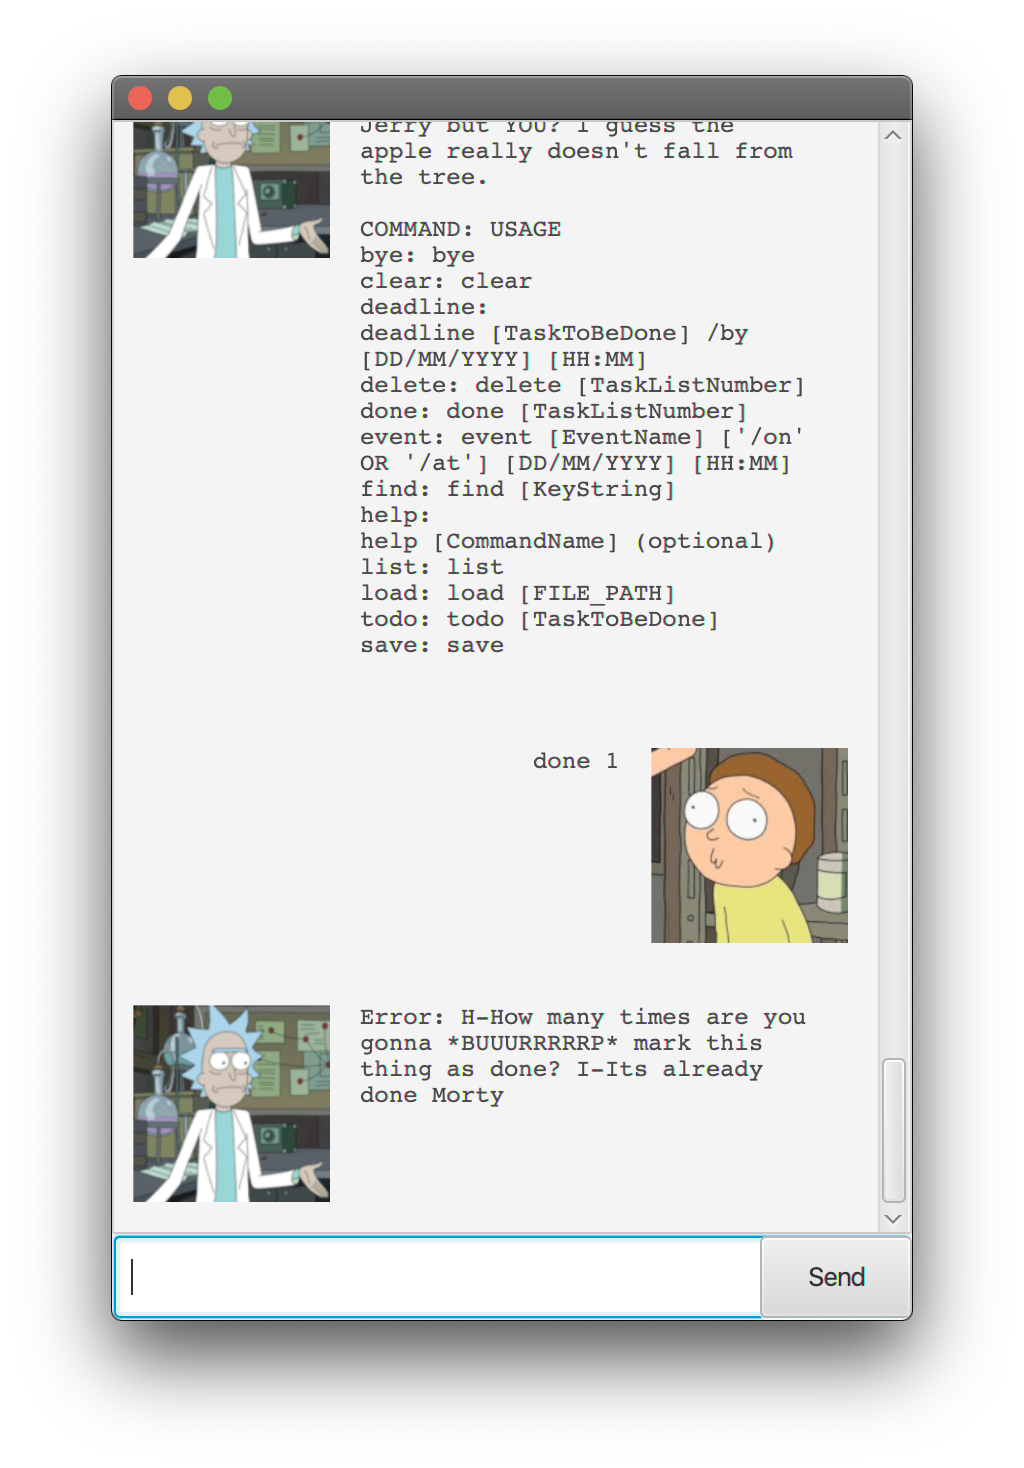 Jerry but YOU? I guess the
apple really doesn't fall from
the tree.
COMMAND: USAGE
bye: bye
clear: clear
deadline:
deadline [TaskToBeDone] /by
[DD/MM/YYYY] [HH:MM]
delete: delete [TaskListNumber]
done: done [TaskListNumber]
event: event [EventName] ['/on'
OR '/at'] [DD/MM/YYYY] [HH:MM]
find: find [KeyString]
help:
help [CommandName] (optional)
list: list
load: load [FILE_PATH]
todo: todo [TaskToBeDone]
save: save
done 1
Error: H-How many times are you
gonna *BUUURRRRRP* mark this
thing as done? I-Its already
done Morty
Send